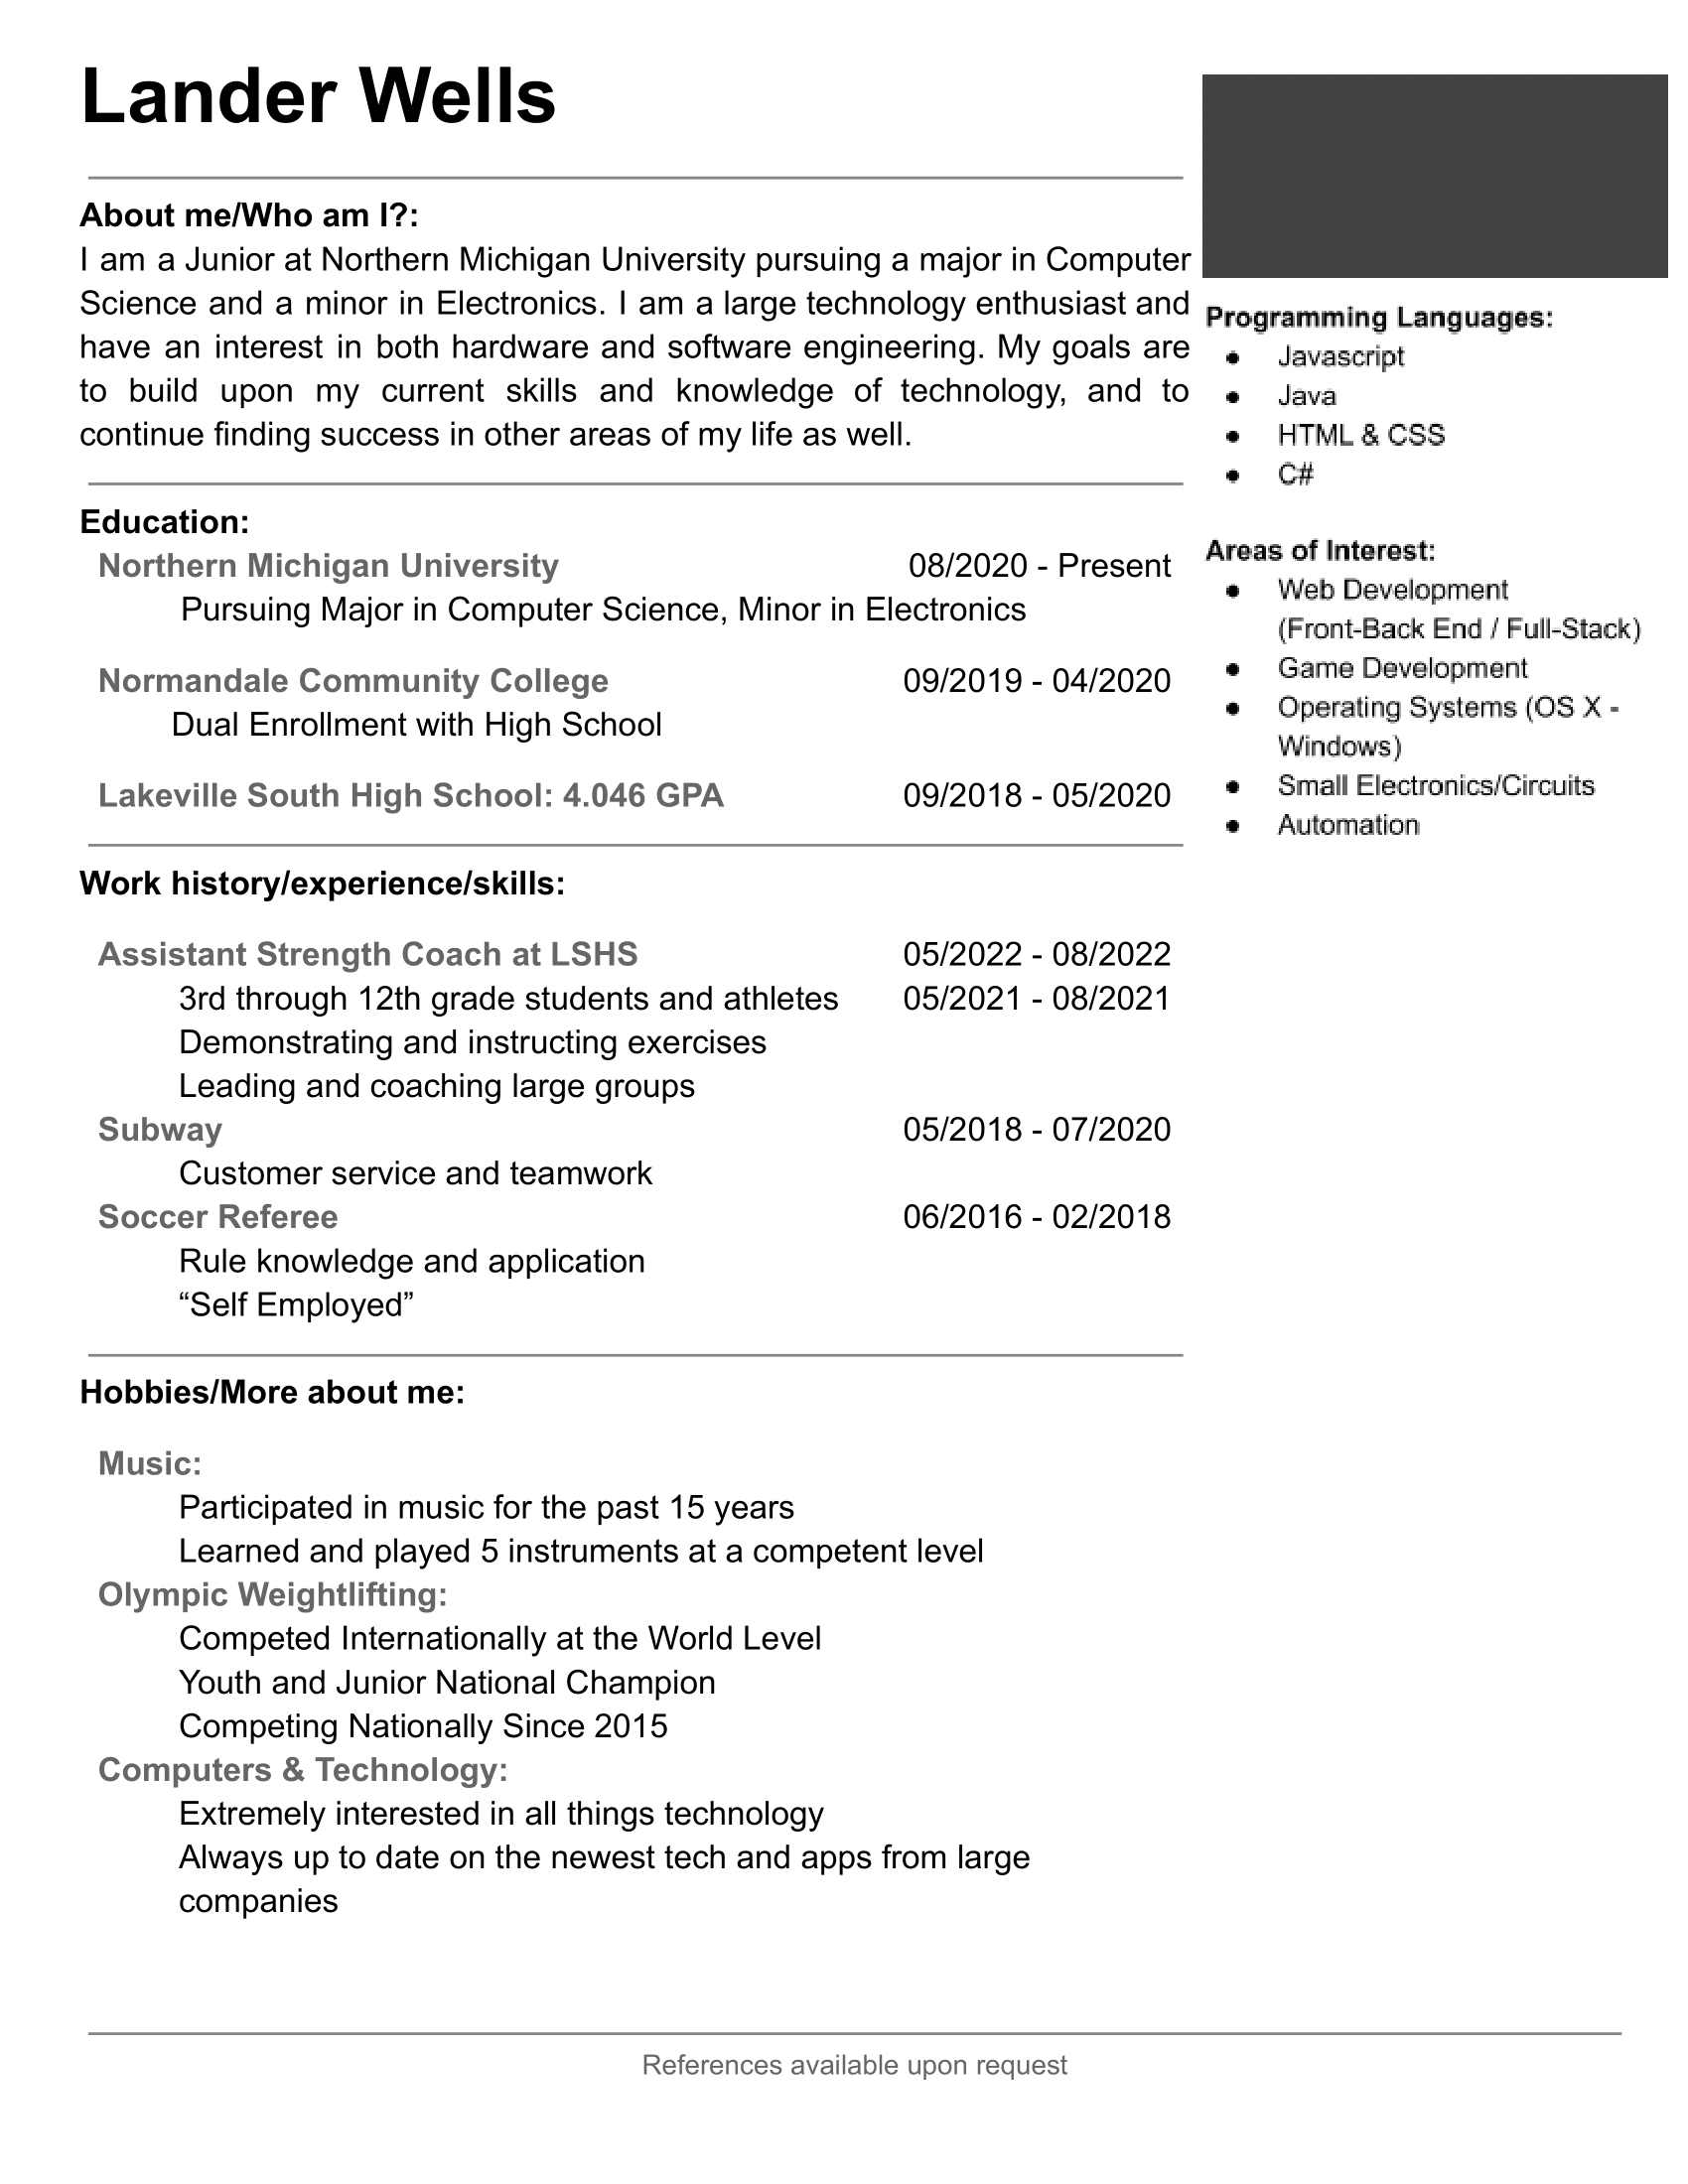 Lander Wells
About me/Who am I?:
I am a Junior at Northern Michigan University pursuing a major in Computer
Science and a minor in Electronics. I am a large technology enthusiast and
have an interest in both hardware and software engineering. My goals are
to build upon my current skills and knowledge of technology, and to
continue finding success in other areas of my life as well.
Education:
Northern Michigan University 08/2020 - Present
Pursuing Major in Computer Science, Minor in Electronics
Normandale Community College 09/2019 - 04/2020
Dual Enrollment with High School
Lakeville South High School: 4.046 GPA 09/2018 - 05/2020
Work history/experience/skills:
Assistant Strength Coach at LSHS 05/2022 - 08/2022
3rd through 12th grade students and athletes 05/2021 - 08/2021
Demonstrating and instructing exercises
Leading and coaching large groups
Subway 05/2018 - 07/2020
Customer service and teamwork
Soccer Referee 06/2016 - 02/2018
Rule knowledge and application
“Self Employed”
Hobbies/More about me:
Music:
Participated in music for the past 15 years
Learned and played 5 instruments at a competent level
Olympic Weightlifting:
Competed Internationally at the World Level
Youth and Junior National Champion
Competing Nationally Since 2015
Computers & Technology:
Extremely interested in all things technology
Always up to date on the newest tech and apps from large
companies
Programming Languages:
● Javascript
● Java
● HTML & CSS
● C#
Areas of Interest:
● Web Development
(Front-Back End / Full-Stack)
● Game Development
● Operating Systems (OS X -
Windows)
● Small Electronics/Circuits
● Automation
References available upon request